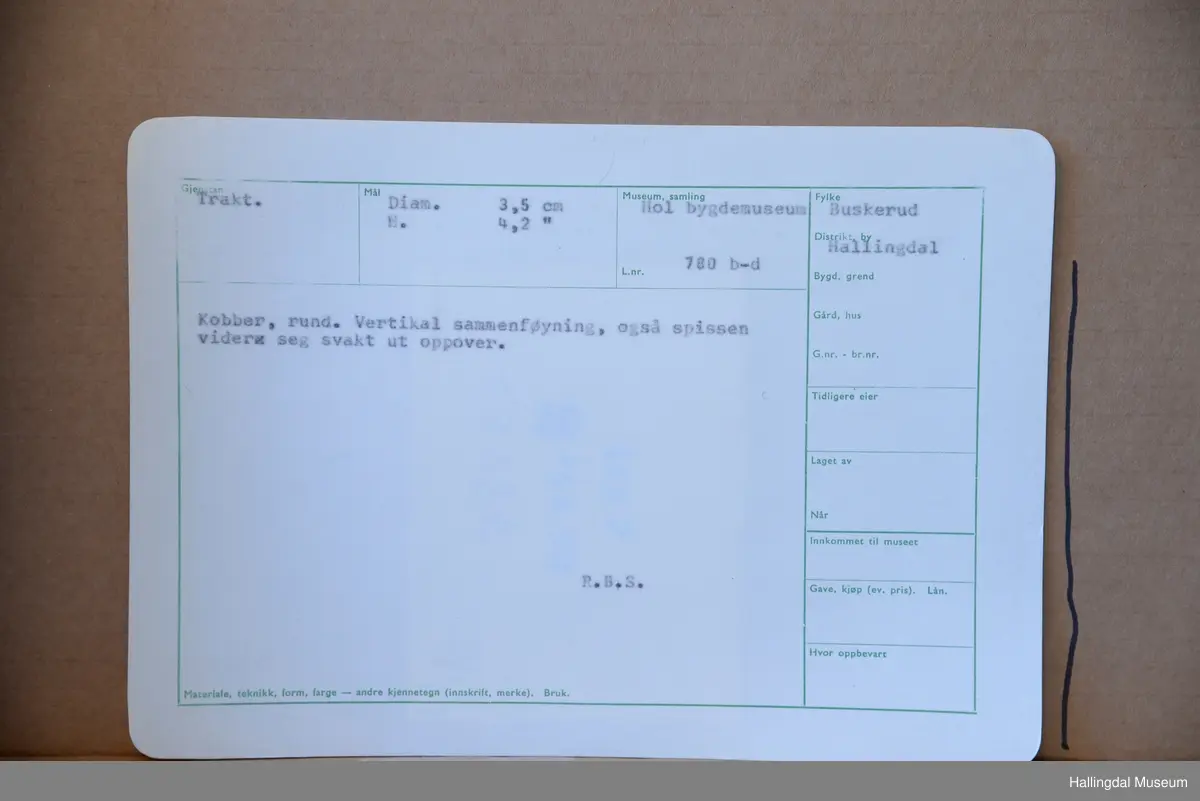 Gjenstan
Trakt.
Mål
Diam. 3,5 cm
H. 4,2 "
Museum, samling
Hol bygdemuseum
L.nr. 780 b-d
Fylke
Buskerud
Distrikt, by
Hallingdal
Bygd, grend
Gård, hus
G.nr. - br.nr.
Tidligere eier
Laget av
Når
Innkommet til museet
Gave, kjøp (ev. pris). Lån.
Hvor oppbevart
Kobber, rund. Vertikal sammenføyning, også spissen
vider seg svakt ut oppover.
R.B.S.
Materiale, teknikk, form, farge — andre kjennetegn (innskrift, merke). Bruk.
Hallingdal Museum